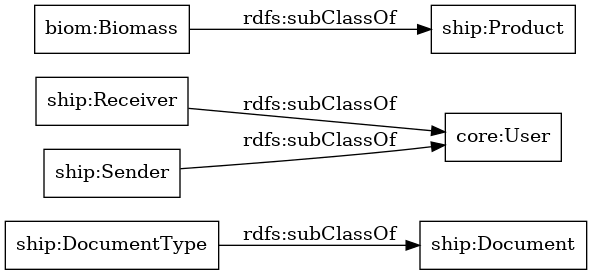 biom:Biomass
rdfs:subClassOf
ship:Product
ship:Receiver
rdfs:subClassOf
core:User
ship:Sender
rdfs:subClassOf
ship:DocumentType
rdfs:subClassOf
ship:Document